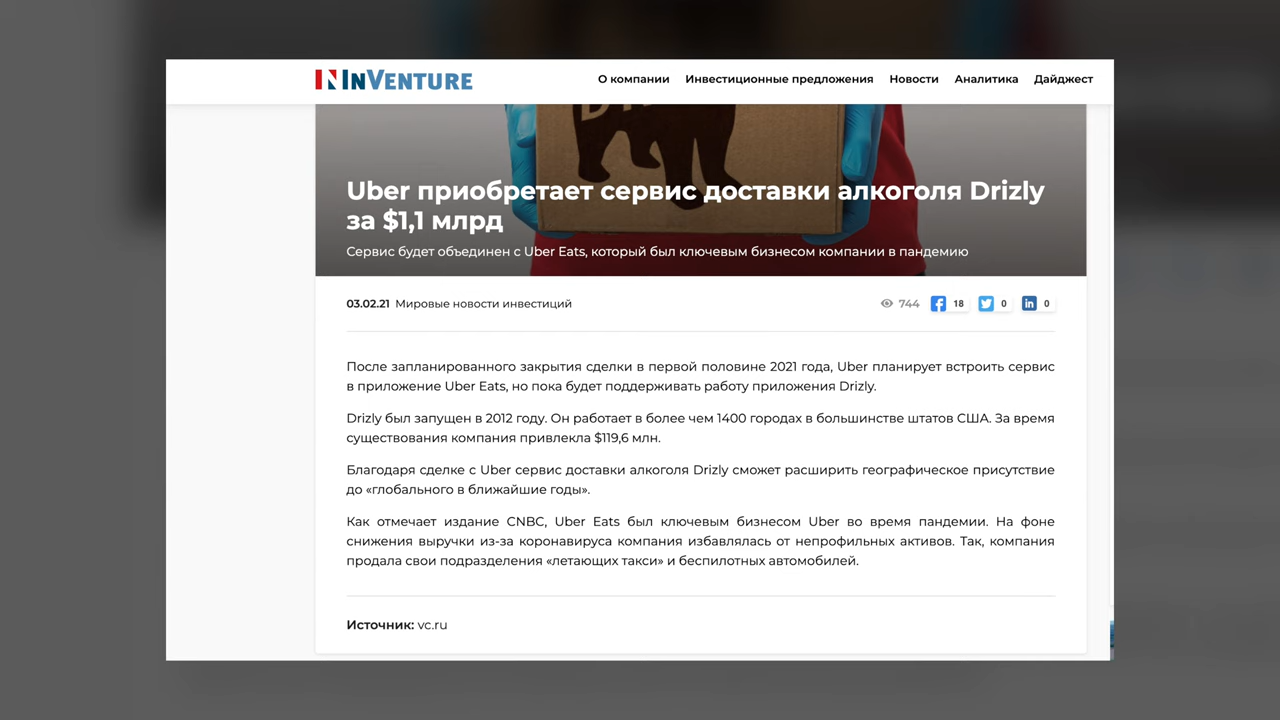 INVENTURE
О компании Инвестиционные предложения Новости Аналитика Дайджест
Uber приобретает сервис доставки алкоголя Drizly
за $1,1 млрд
Сервис будет объединен с Uber Eats, который был ключевым бизнесом компании в пандемию
03.02.21 Мировые новости инвестиций 744 18 0 0
После запланированного закрытия сделки в первой половине 2021 года, Uber планирует встроить сервис
в приложение Uber Eats, но пока будет поддерживать работу приложения Drizly.
Drizly был запущен в 2012 году. Он работает в более чем 1400 городах в большинстве штатов США. За время
существования компания привлекла $119,6 млн.
Благодаря сделке с Uber сервис доставки алкоголя Drizly сможет расширить географическое присутствие
до «глобального в ближайшие годы».
Как отмечает издание CNBC, Uber Eats был ключевым бизнесом Uber во время пандемии. На фоне
снижения выручки из-за коронавируса компания избавлялась от непрофильных активов. Так, компания
продала свои подразделения «летающих такси» и беспилотных автомобилей.
Источник: vc.ru